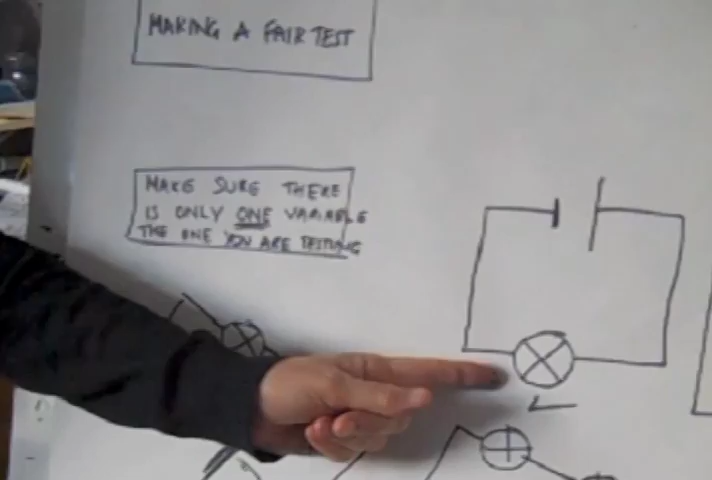 MAKING A FAIR TEST
MAKE SURE THERE
IS ONLY ONE VARIABLE
THE ONE YOU ARE TESTING